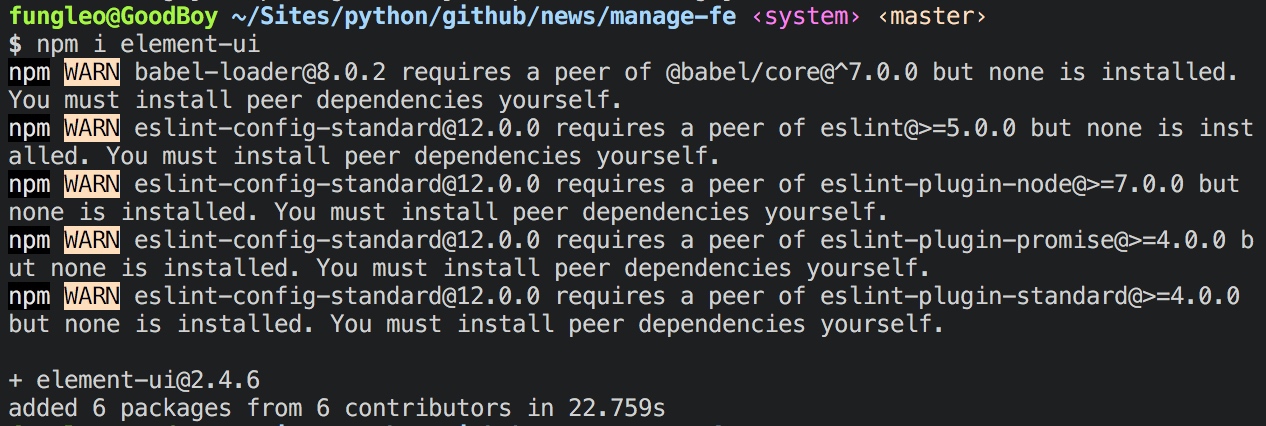 fungleo@GoodBoy ~/Sites/python/github/news/manage-fe ‹system› ‹master›
$ npm i element-ui
npm WARN babel-loader@8.0.2 requires a peer of @babel/core@^7.0.0 but none is installed.
You must install peer dependencies yourself.
npm WARN eslint-config-standard@12.0.0 requires a peer of eslint@>=5.0.0 but none is inst
alled. You must install peer dependencies yourself.
npm WARN eslint-config-standard@12.0.0 requires a peer of eslint-plugin-node@>=7.0.0 but
none is installed. You must install peer dependencies yourself.
npm WARN eslint-config-standard@12.0.0 requires a peer of eslint-plugin-promise@>=4.0.0 b
ut none is installed. You must install peer dependencies yourself.
npm WARN eslint-config-standard@12.0.0 requires a peer of eslint-plugin-standard@>=4.0.0
but none is installed. You must install peer dependencies yourself.
+ element-ui@2.4.6
added 6 packages from 6 contributors in 22.759s